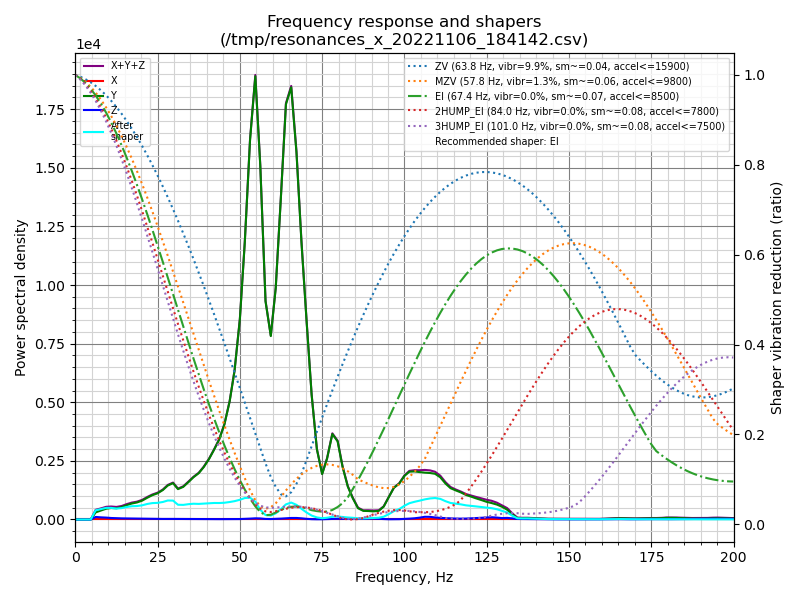 Frequency response and shapers
(/tmp/resonances_x_20221106_184142.csv)
1e4
X+Y+Z
X
Y
Z
After
shaper
ZV (63.8 Hz, vibr=9.9%, sm~=0.04, accel<=15900)
MZV (57.8 Hz, vibr=1.3%, sm~=0.06, accel<=9800)
EI (67.4 Hz, vibr=0.0%, sm~=0.07, accel<=8500)
2HUMP_EI (84.0 Hz, vibr=0.0%, sm~=0.08, accel<=7800)
3HUMP_EI (101.0 Hz, vibr=0.0%, sm~=0.08, accel<=7500)
Recommended shaper: EI
Power spectral density
1.75
1.50
1.25
1.00
0.75
0.50
0.25
0.00
1.0
0.8
0.6
0.4
0.2
0.0
Shaper vibration reduction (ratio)
0 25 50 75 100 125 150 175 200
Frequency, Hz